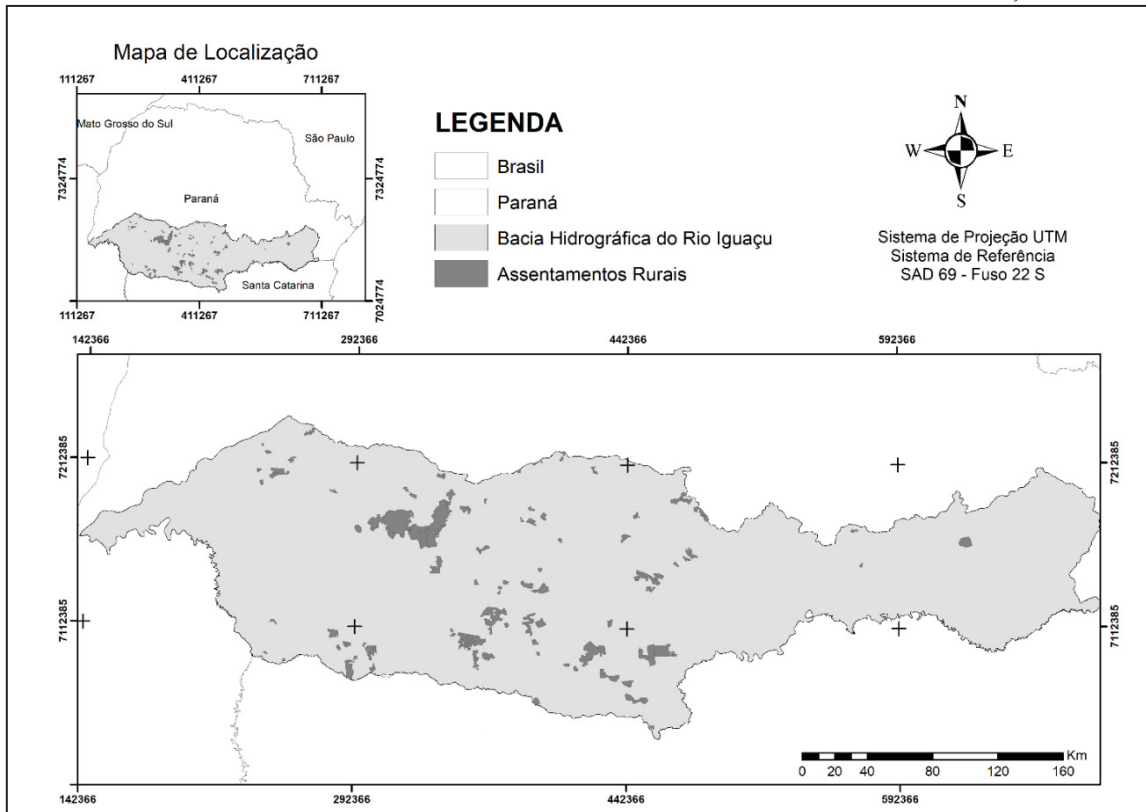 Mapa de Localização
111267 411267 711267
Mato Grosso do Sul
São Paulo
7324774
7324774
Paraná
Santa Catarina
7024774
111267 411267 711267
LEGENDA
Brasil
Paraná
Bacia Hidrográfica do Rio Iguaçu
Assentamentos Rurais
N
W E
S
Sistema de Projeção UTM
Sistema de Referência
SAD 69 - Fuso 22 S
142366 292366 442366 592366
7212385
7212385
7112385
7112385
Km
0 20 40 80 120 160
142366 292366 442366 592366